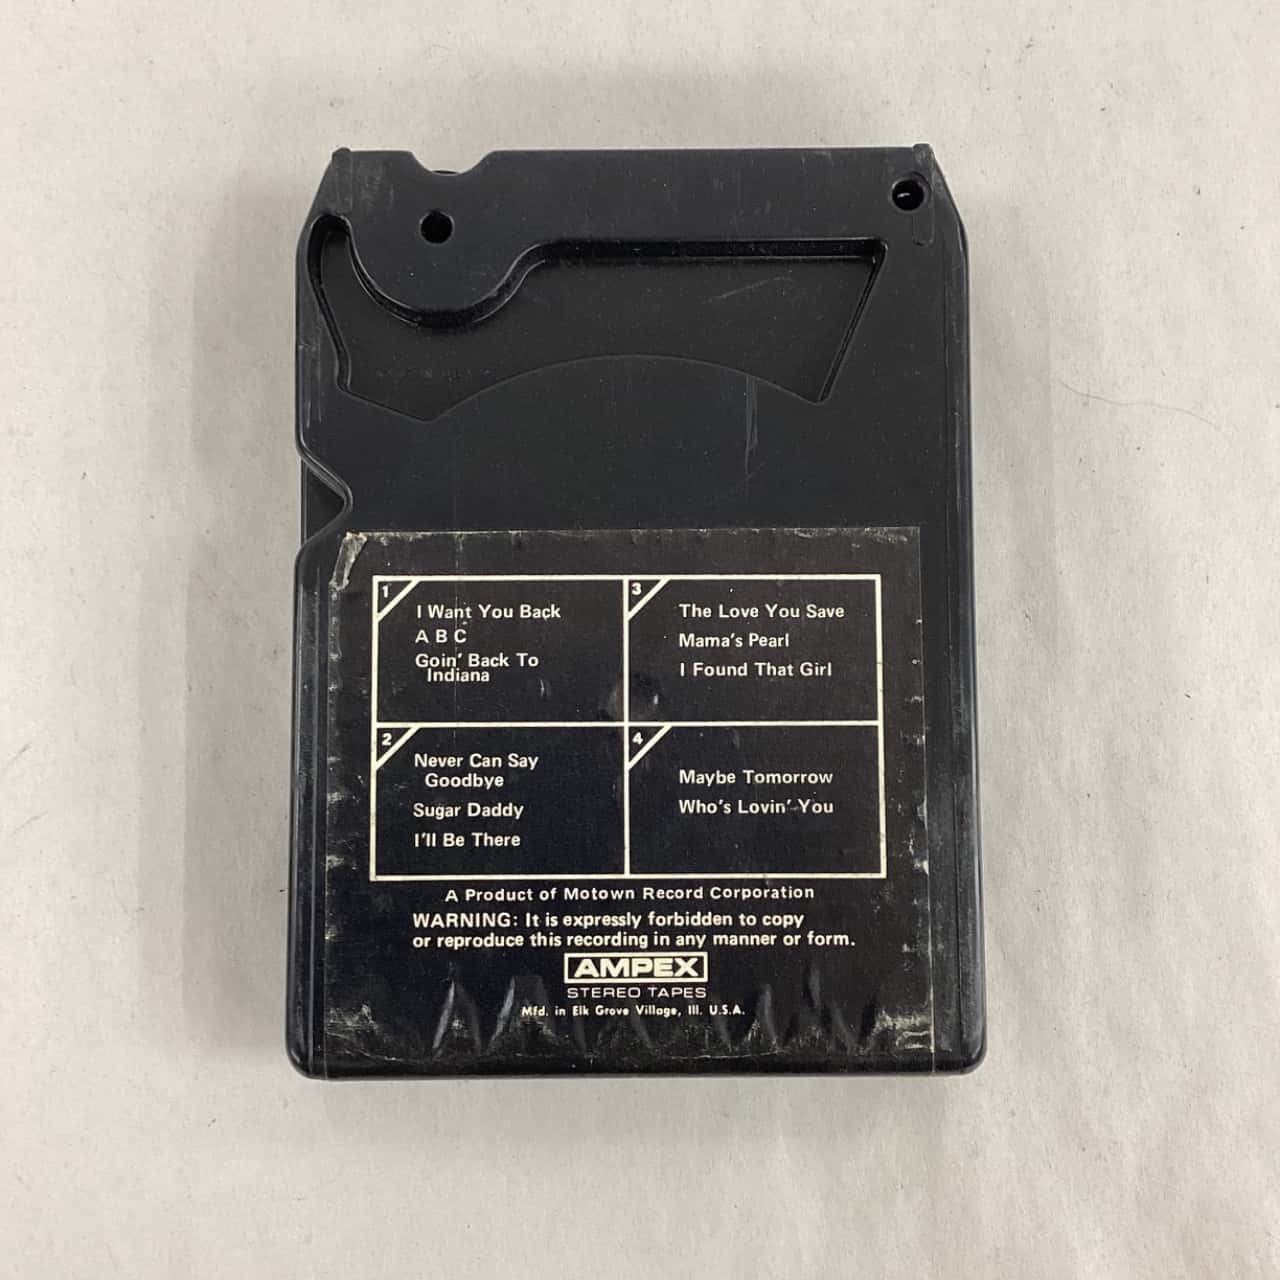 1
I Want You Back
A B C
Goin' Back To
Indiana
2
Never Can Say
Goodbye
Sugar Daddy
I'll Be There
3
The Love You Save
Mama's Pearl
I Found That Girl
4
Maybe Tomorrow
Who's Lovin' You
A Product of Motown Record Corporation
WARNING: It is expressly forbidden to copy
or reproduce this recording in any manner or form.
AMPEX
STEREO TAPES
Mfd. in Elk Grove Village, Ill. U.S.A.